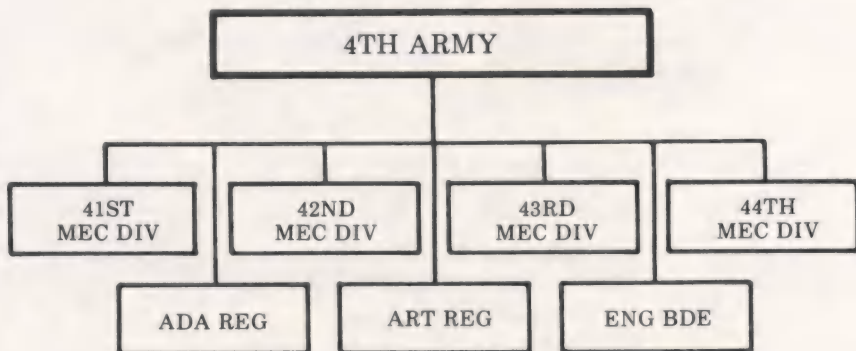 4TH ARMY
41ST
MEC DIV
42ND
MEC DIV
43RD
MEC DIV
44TH
MEC DIV
ADA REG
ART REG
ENG BDE